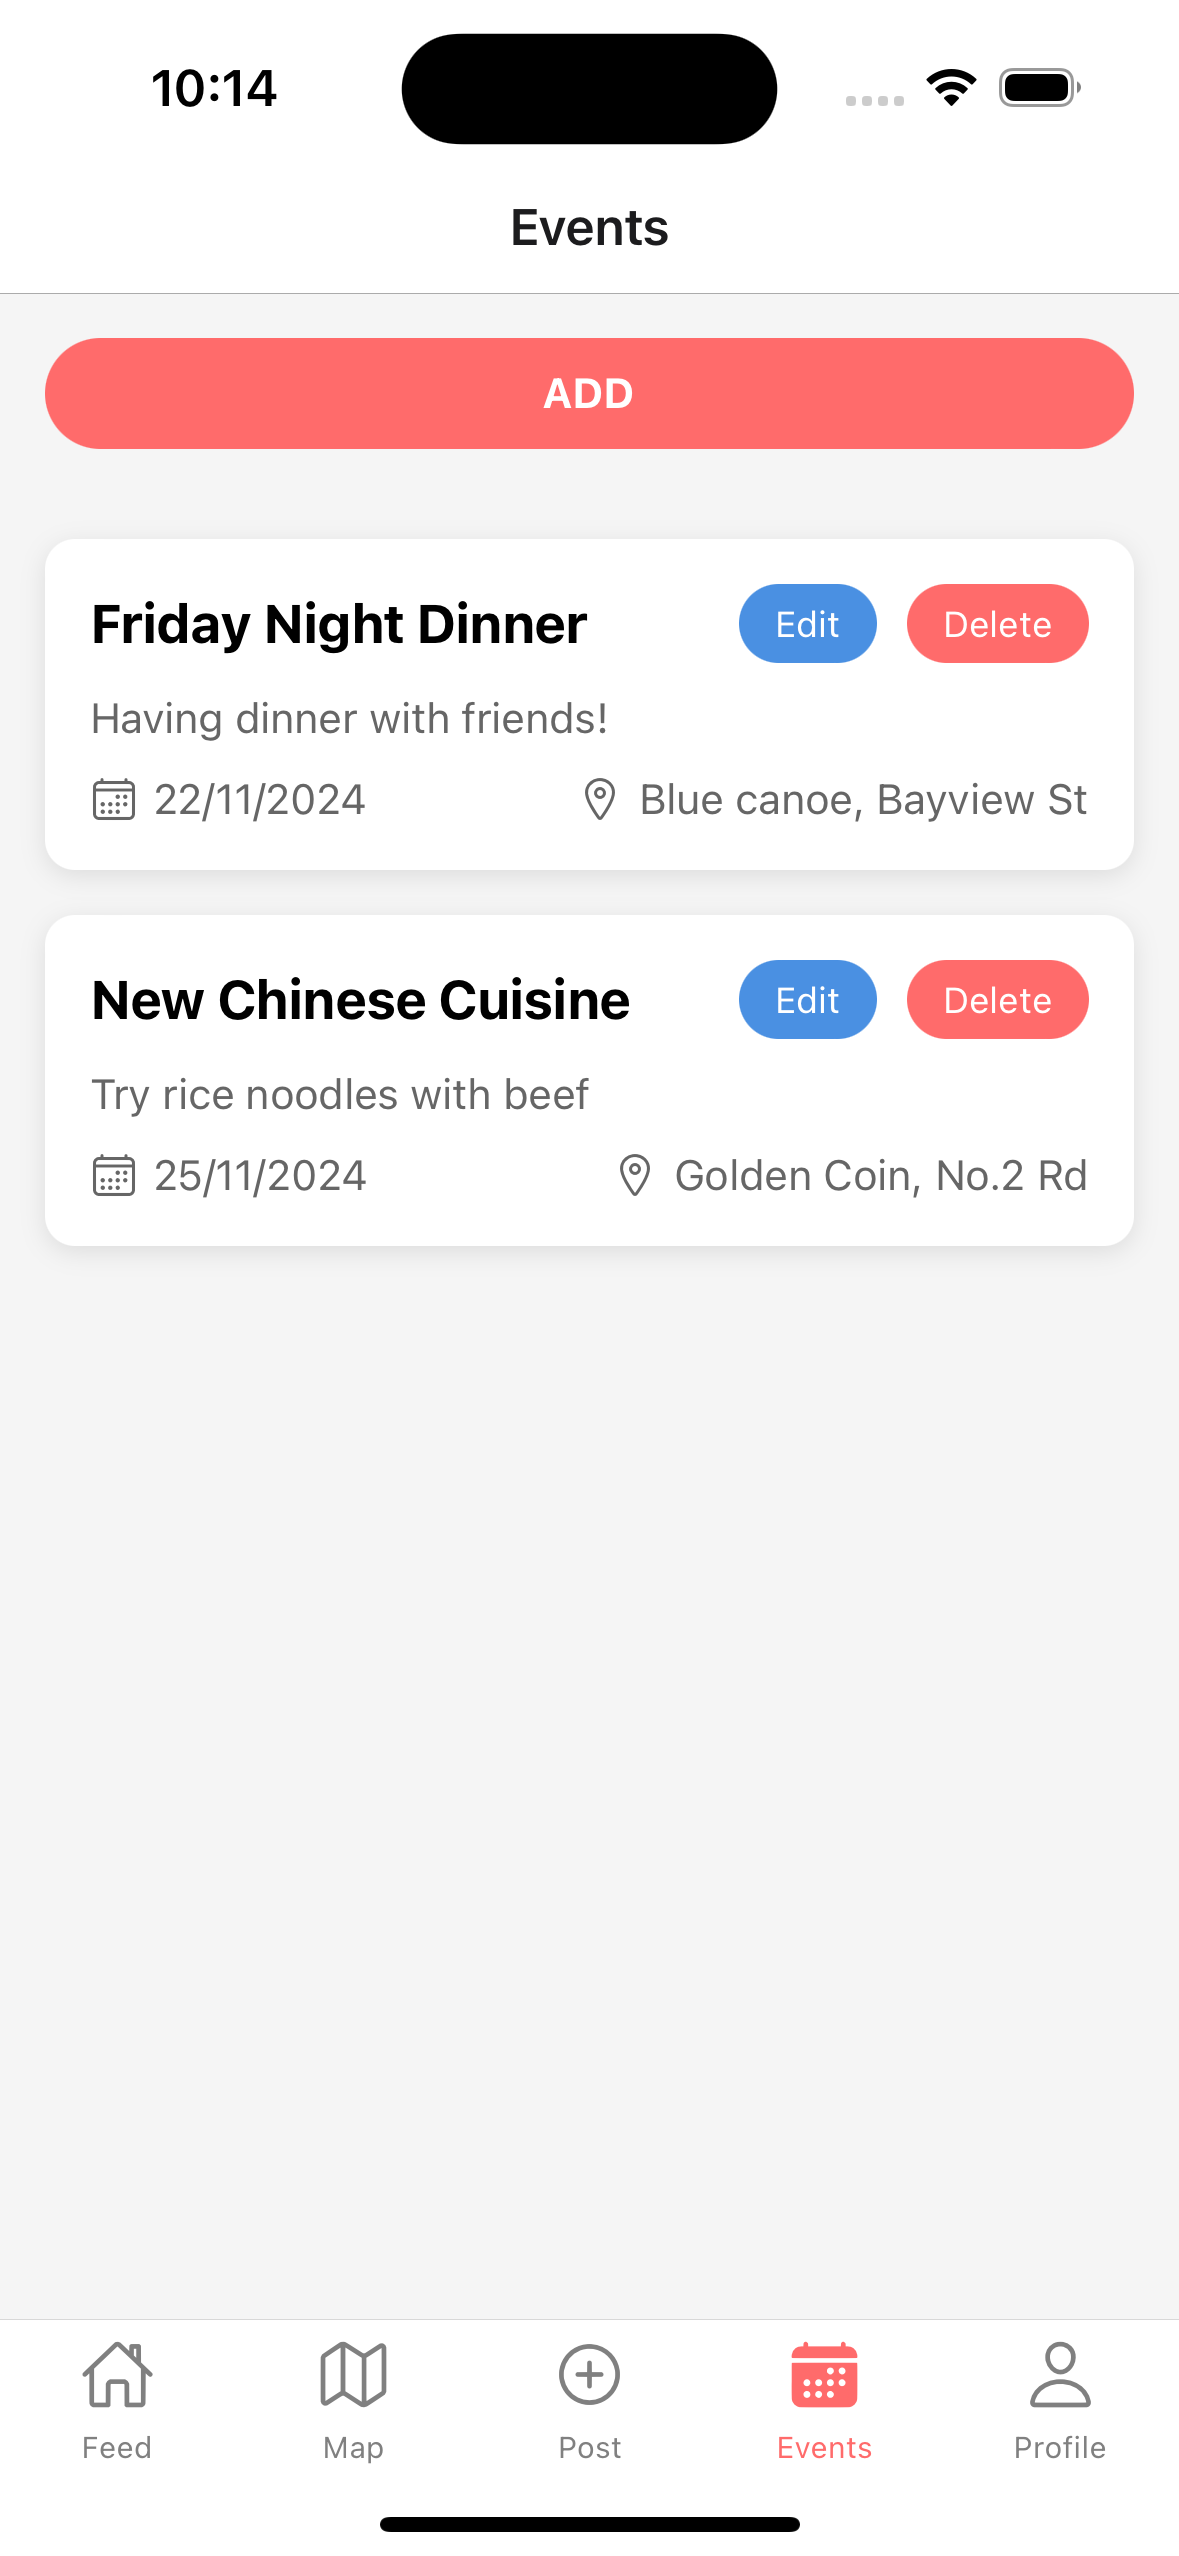 10:14
Events
ADD
Friday Night Dinner Edit Delete
Having dinner with friends!
22/11/2024 Blue canoe, Bayview St
New Chinese Cuisine Edit Delete
Try rice noodles with beef
25/11/2024 Golden Coin, No.2 Rd
Feed Map Post Events Profile